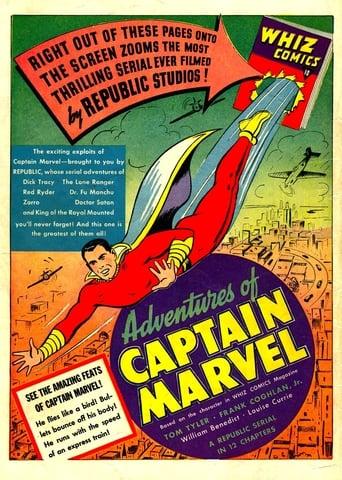 RIGHT OUT OF THESE PAGES ONTO
THE SCREEN ZOOMS THE MOST
THRILLING SERIAL EVER FILMED
by REPUBLIC STUDIOS!
WHIZ
COMICS
The exciting exploits of
Captain Marvel—brought to you by
REPUBLIC, whose serial adventures of
Dick Tracy The Lone Ranger
Red Ryder Dr. Fu Manchu
Zorro Doctor Satan
and King of the Royal Mounted
you'll never forget! And this one is
the greatest of them all!
Adventures of
CAPTAIN
MARVEL
Based on the character in WHIZ COMICS Magazine
TOM TYLER - FRANK COGHLAN, Jr.
William Benedict - Louise Currie
A REPUBLIC SERIAL
IN 12 CHAPTERS
SEE THE AMAZING FEATS
OF CAPTAIN MARVEL!
He flies like a bird! Bul-
lets bounce off his body!
He runs with the speed
of an express train!